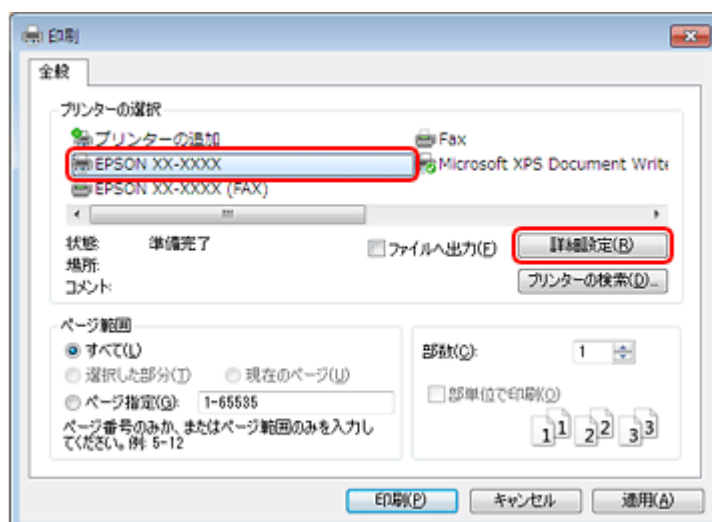 印刷
全般
プリンターの選択
プリンターの追加
Fax
EPSON XX-XXXX
Microsoft XPS Document Write
EPSON XX-XXXX (FAX)
状態: 準備完了
ファイルへ出力(F)
詳細設定(R)
場所:
コメント:
プリンターの検索(D)...
ページ範囲
すべて(L)
選択した部分(T)
現在のページ(U)
ページ指定(G): 1-65535
ページ番号のみか、またはページ範囲のみを入力し
てください。例: 5-12
部数(C): 1
部単位で印刷(O)
1 1 2 2 3 3
印刷(P)
キャンセル
適用(A)